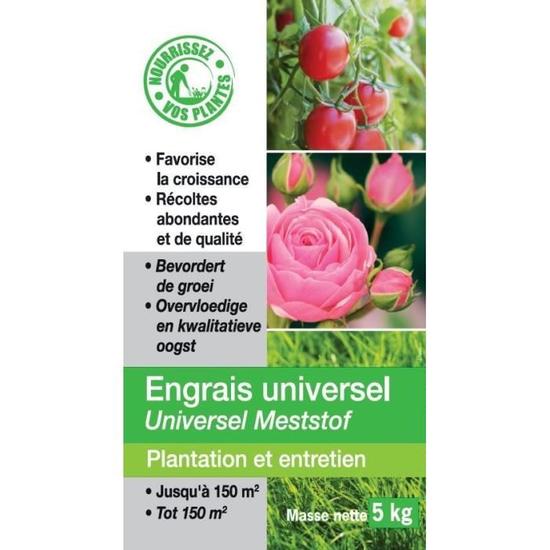 NOURRISSEZ
VOS PLANTES
• Favorise
la croissance
• Récoltes
abondantes
et de qualité
• Bevordert
de groei
• Overvloedige
en kwalitatieve
oogst
Engrais universel
Universel Meststof
Plantation et entretien
• Jusqu'à 150 m²
• Tot 150 m²
Masse nette 5 kg